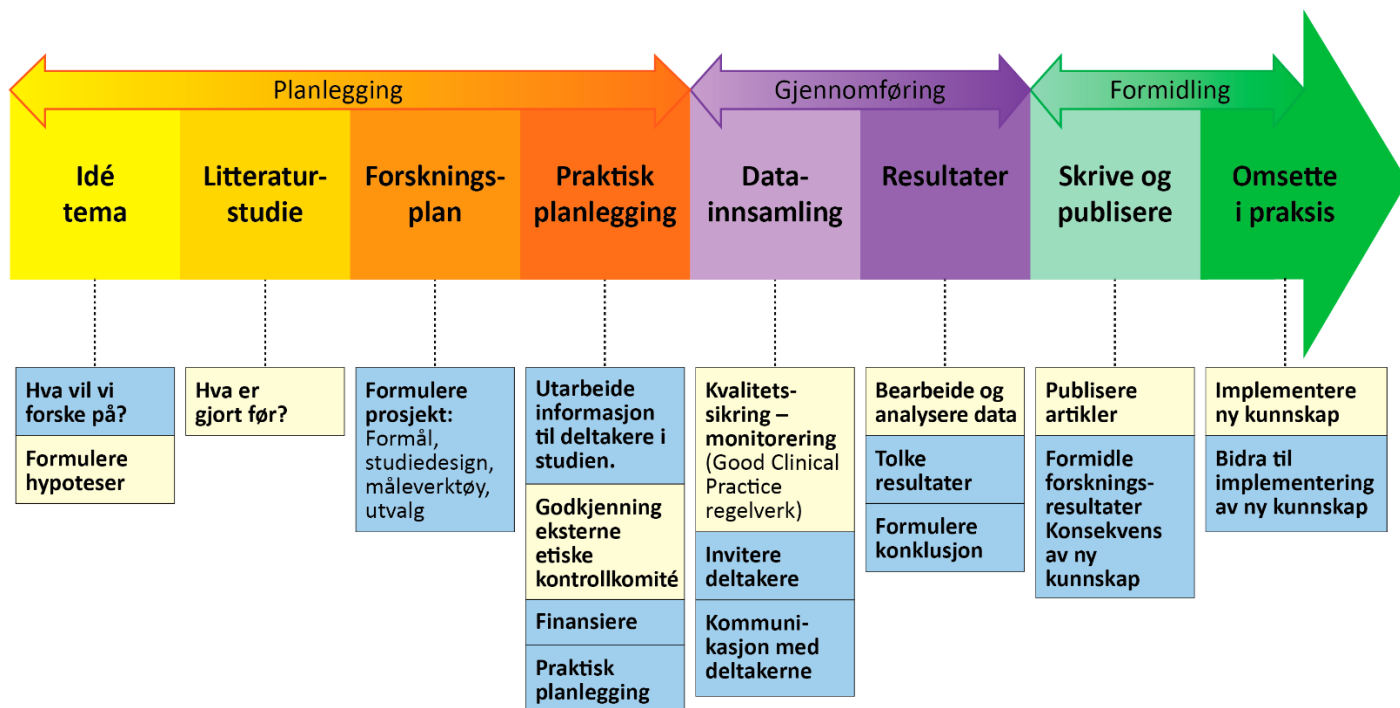 Planlegging
Gjennomføring
Formidling
Idé
tema
Litteratur-
studie
Forsknings-
plan
Praktisk
planlegging
Data-
innsamling
Resultater
Skrive og
publisere
Omsette
i praksis
Hva vil vi
forske på?
Formulere
hypoteser
Hva er
gjort før?
Formulere
prosjekt:
Formål,
studiedesign,
måleverktøy,
utvalg
Utarbeide
informasjon
til deltakere i
studien.
Godkjenning
eksterne
etiske
kontrollkomité
Finansiere
Praktisk
planlegging
Kvalitets-
sikring –
monitorering
(Good Clinical
Practice
regelverk)
Invitere
deltakere
Kommuni-
kasjon med
deltakerne
Bearbeide og
analysere data
Tolke
resultater
Formulere
konklusjon
Publisere
artikler
Formidle
forsknings-
resultater
Konsekvens
av ny
kunnskap
Implementere
ny kunnskap
Bidra til
implementering
av ny kunnskap